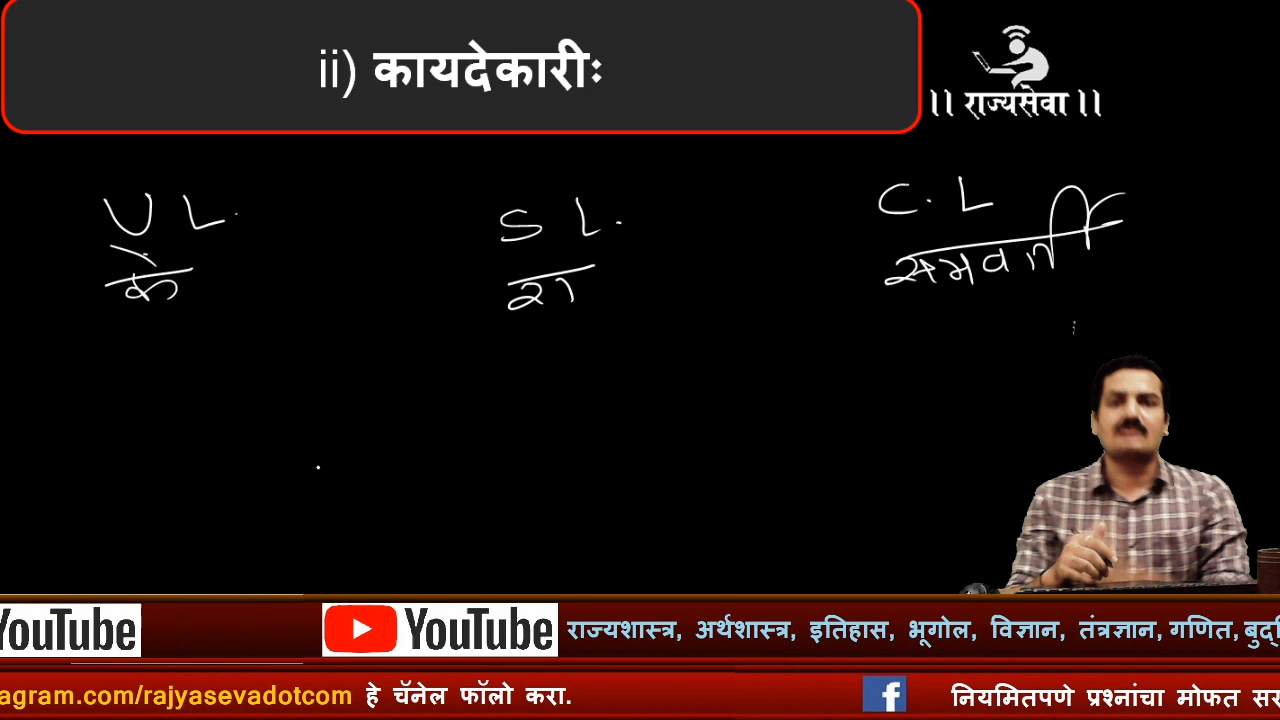 ii) कायदेकारीः
|| राज्यसेवा ||
U L.
S L.
C. L
के
रा
समवर्ती
YouTube
YouTube
राज्यशास्त्र, अर्थशास्त्र, इतिहास, भूगोल, विज्ञान, तंत्रज्ञान, गणित,
agram.com/rajyasevadotcom हे चॅनेल फॉलो करा.
f
नियमितपणे प्रश्नांचा मोफत